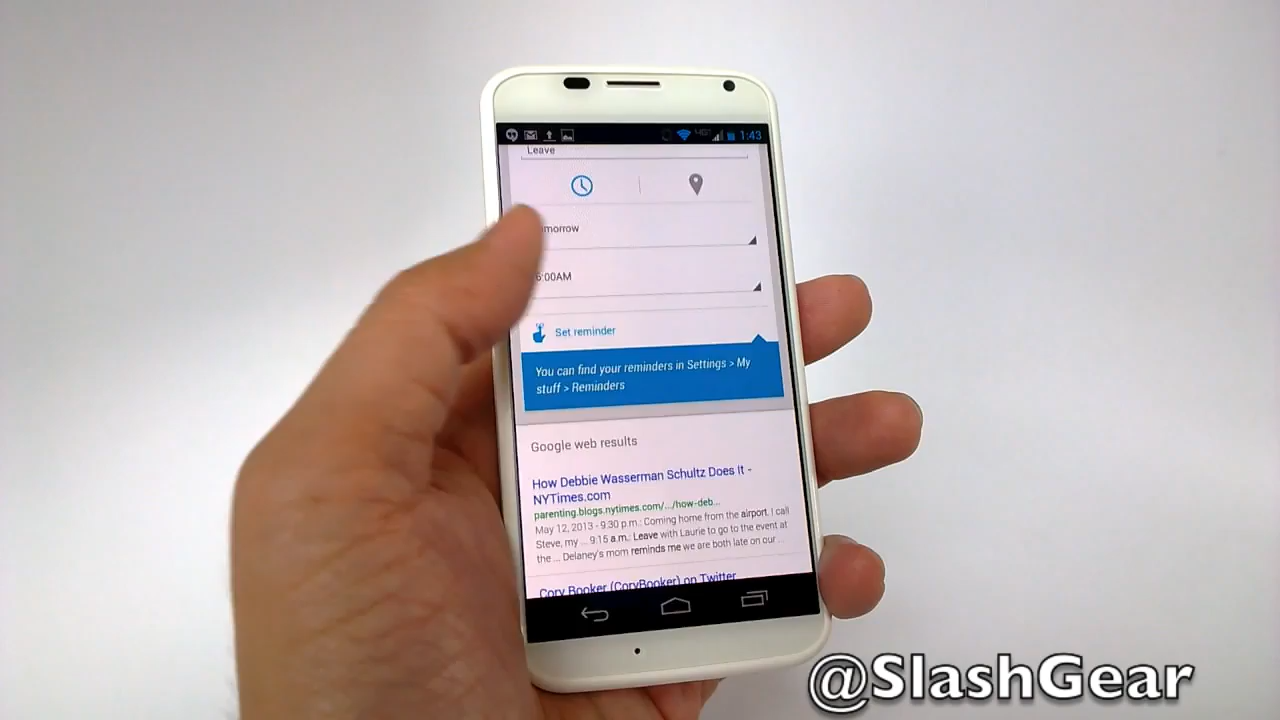 1:43
Leave
morrow
6:00AM
Set reminder
You can find your reminders in Settings > My
stuff > Reminders
Google web results
How Debbie Wasserman Schultz Does It -
NYTimes.com
parenting.blogs.nytimes.com/.../how-deb...
May 12, 2013 - 9:30 p.m.: Coming home from the airport. I call
Steve, my ... 9:15 a.m.: Leave with Laurie to go to the event at
the ... Delaney's mom reminds me we are both late on our ...
Cory Booker (CoryBooker) on Twitter
@SlashGear